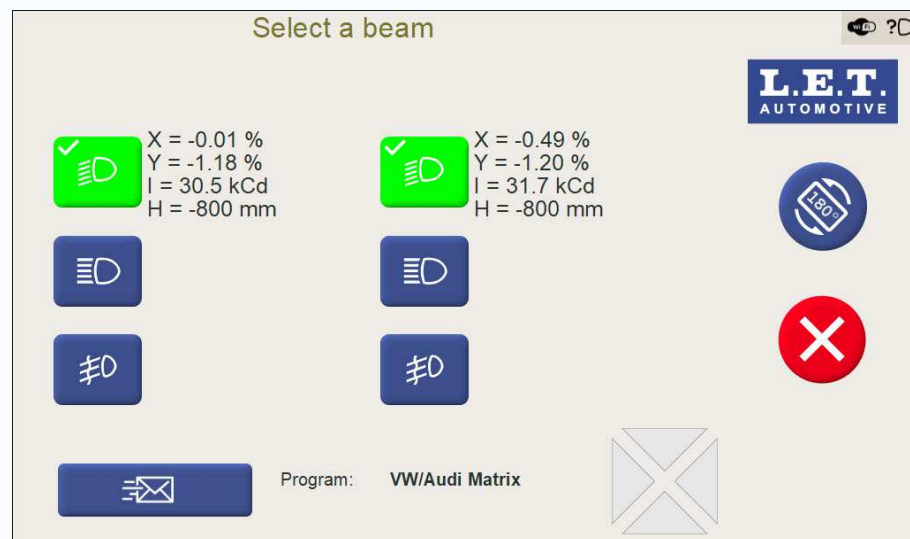 Select a beam
WiFi
?
L.E.T.
AUTOMOTIVE
X = -0.01 %
Y = -1.18 %
I = 30.5 kCd
H = -800 mm
X = -0.49 %
Y = -1.20 %
I = 31.7 kCd
H = -800 mm
180°
Program: VW/Audi Matrix